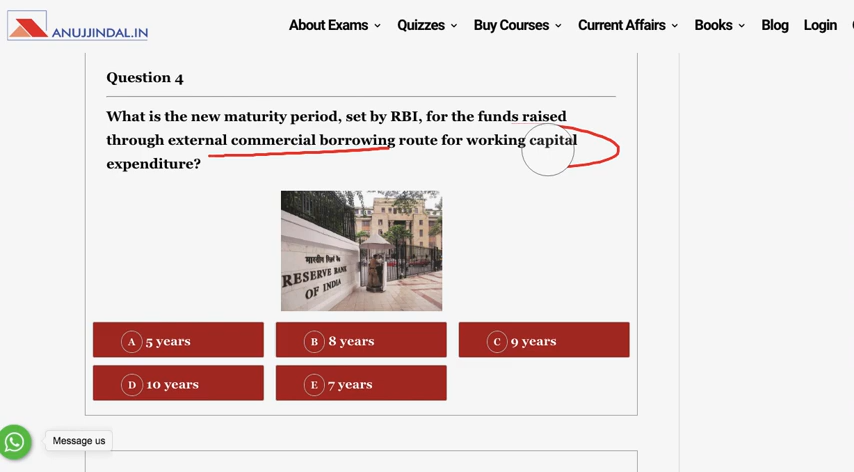 ANUJJINDAL.IN
About Exams
Quizzes
Buy Courses
Current Affairs
Books
Blog
Login
Question 4
What is the new maturity period, set by RBI, for the funds raised
through external commercial borrowing route for working capital
expenditure?
भारतीय रिज़र्व बैंक
RESERVE BANK
OF INDIA
A 5 years
B 8 years
C 9 years
D 10 years
E 7 years
Message us